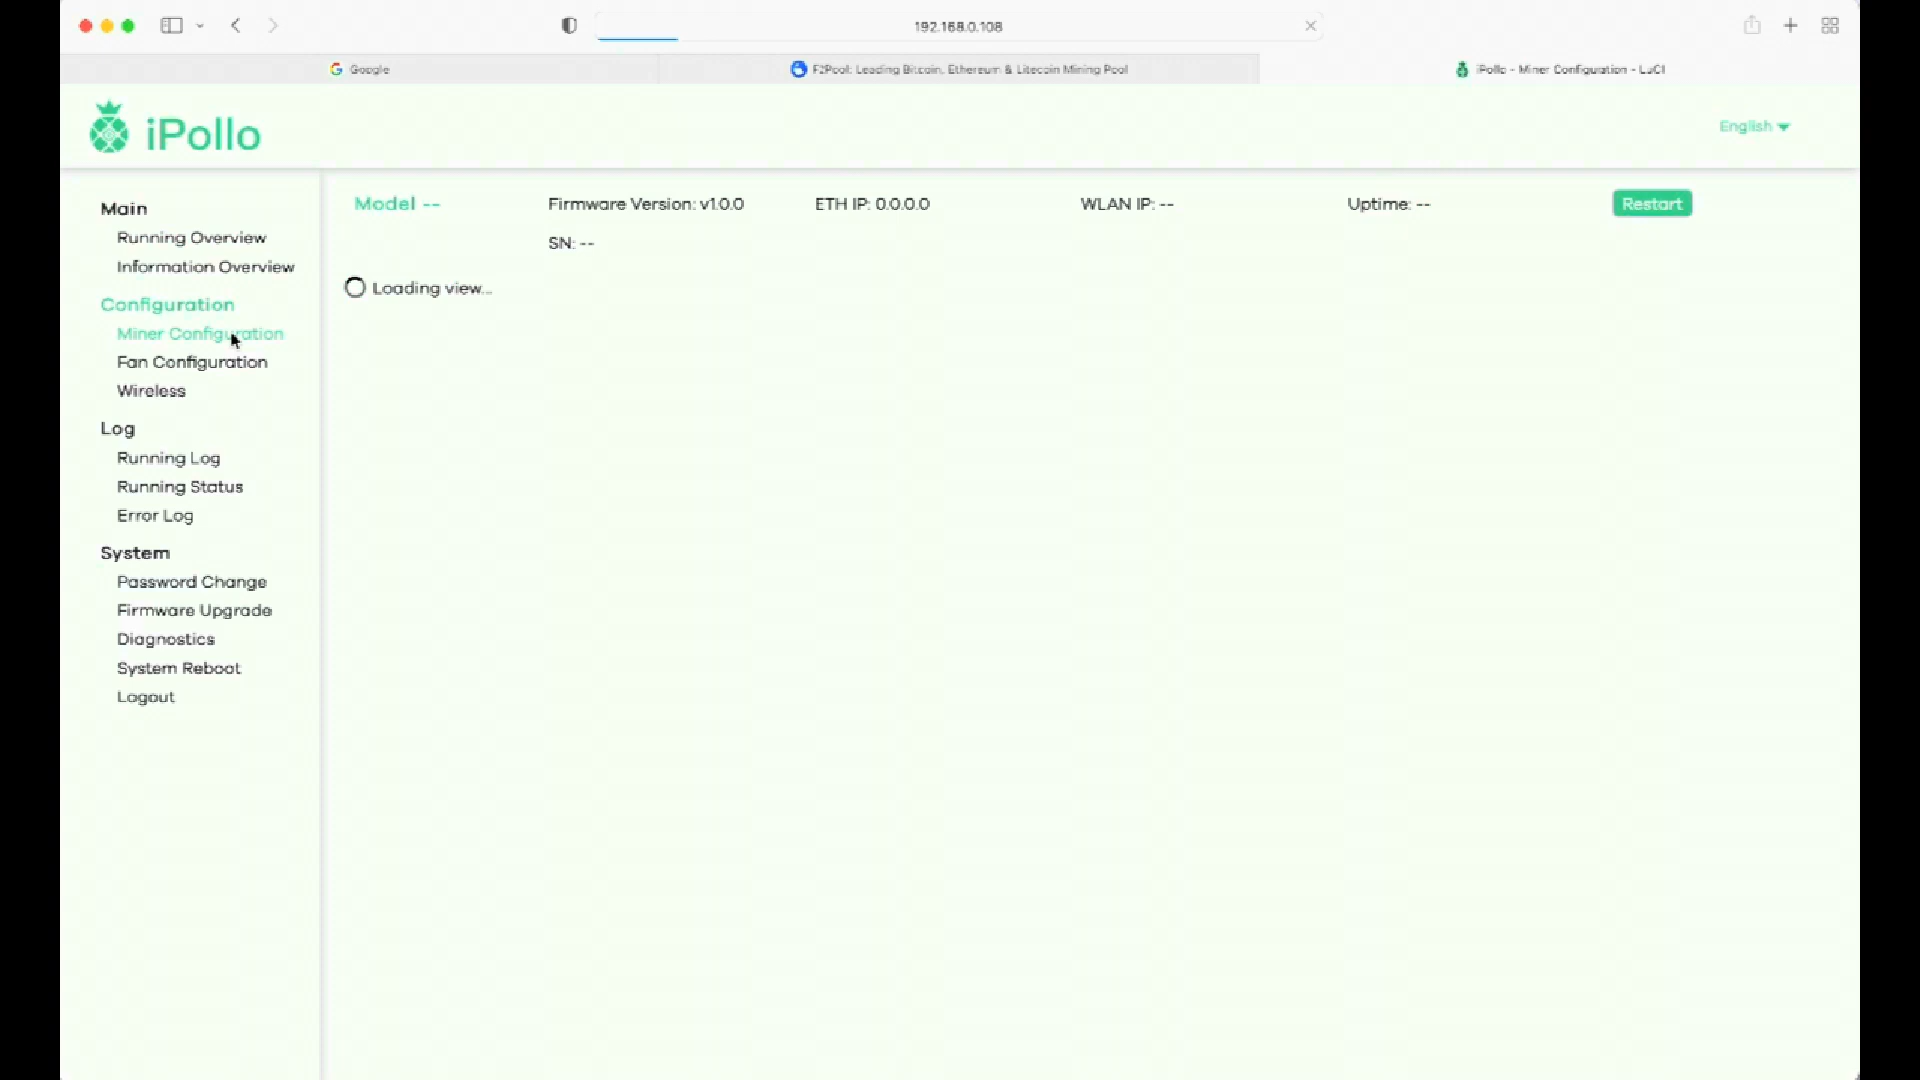 192.168.0.108
Google
F2Pool: Leading Bitcoin, Ethereum & Litecoin Mining Pool
iPollo - Miner Configuration - LuCI
iPollo
English
Main
Running Overview
Information Overview
Configuration
Miner Configuration
Fan Configuration
Wireless
Log
Running Log
Running Status
Error Log
System
Password Change
Firmware Upgrade
Diagnostics
System Reboot
Logout
Model --
Firmware Version: v1.0.0
ETH IP: 0.0.0.0
WLAN IP: --
Uptime: --
Restart
SN: --
Loading view...